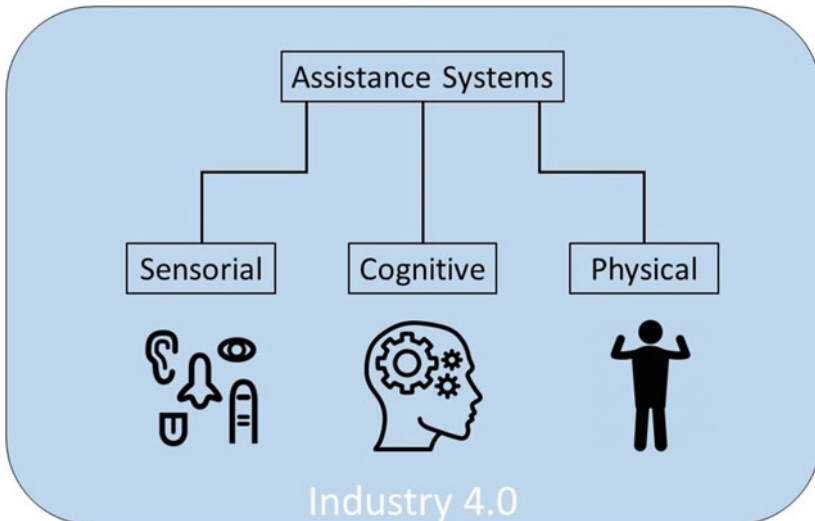 Assistance Systems
Sensorial
Cognitive
Physical
Industry 4.0